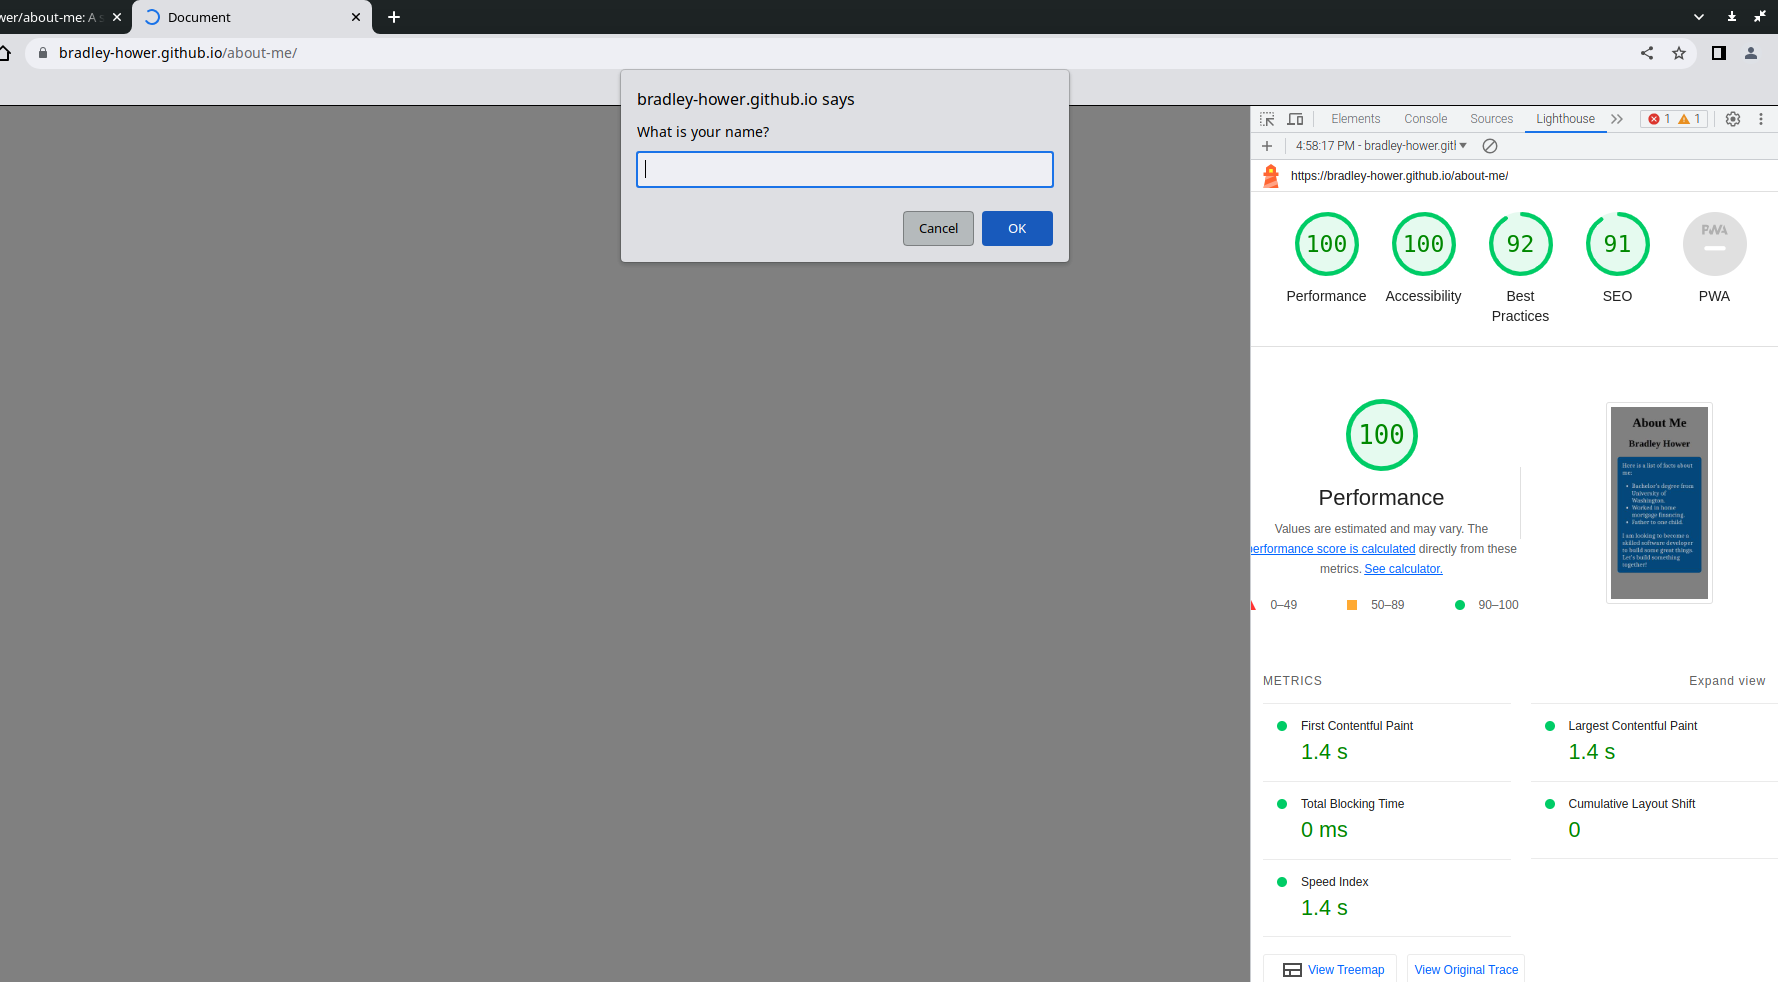 wer/about-me: A s
Document
bradley-hower.github.io/about-me/
bradley-hower.github.io says
What is your name?
Cancel
OK
Elements
Console
Sources
Lighthouse
1
1
4:58:17 PM - bradley-hower.gitl
https://bradley-hower.github.io/about-me/
100
100
92
91
PWA
Performance
Accessibility
Best
Practices
SEO
PWA
100
Performance
Values are estimated and may vary. The
performance score is calculated directly from these
metrics. See calculator.
0–49
50–89
90–100
About Me
Bradley Hower
Here is a list of facts about
me:
• Bachelor's degree from
University of
Washington.
• Worked in home
mortgage financing.
• Father to one child.
I am looking to become a
skilled software developer
to build some great things.
Let's build something
together!
METRICS
Expand view
First Contentful Paint
1.4 s
Largest Contentful Paint
1.4 s
Total Blocking Time
0 ms
Cumulative Layout Shift
0
Speed Index
1.4 s
View Treemap
View Original Trace